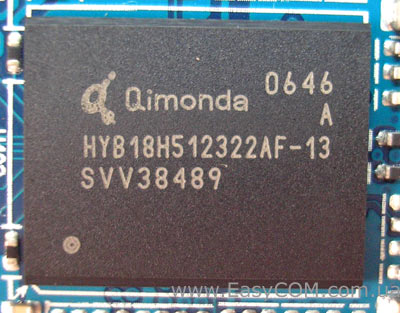 Qimonda 0646
A
HYB18H512322AF-13
SVV38489
www.EasyCOM.com.ua